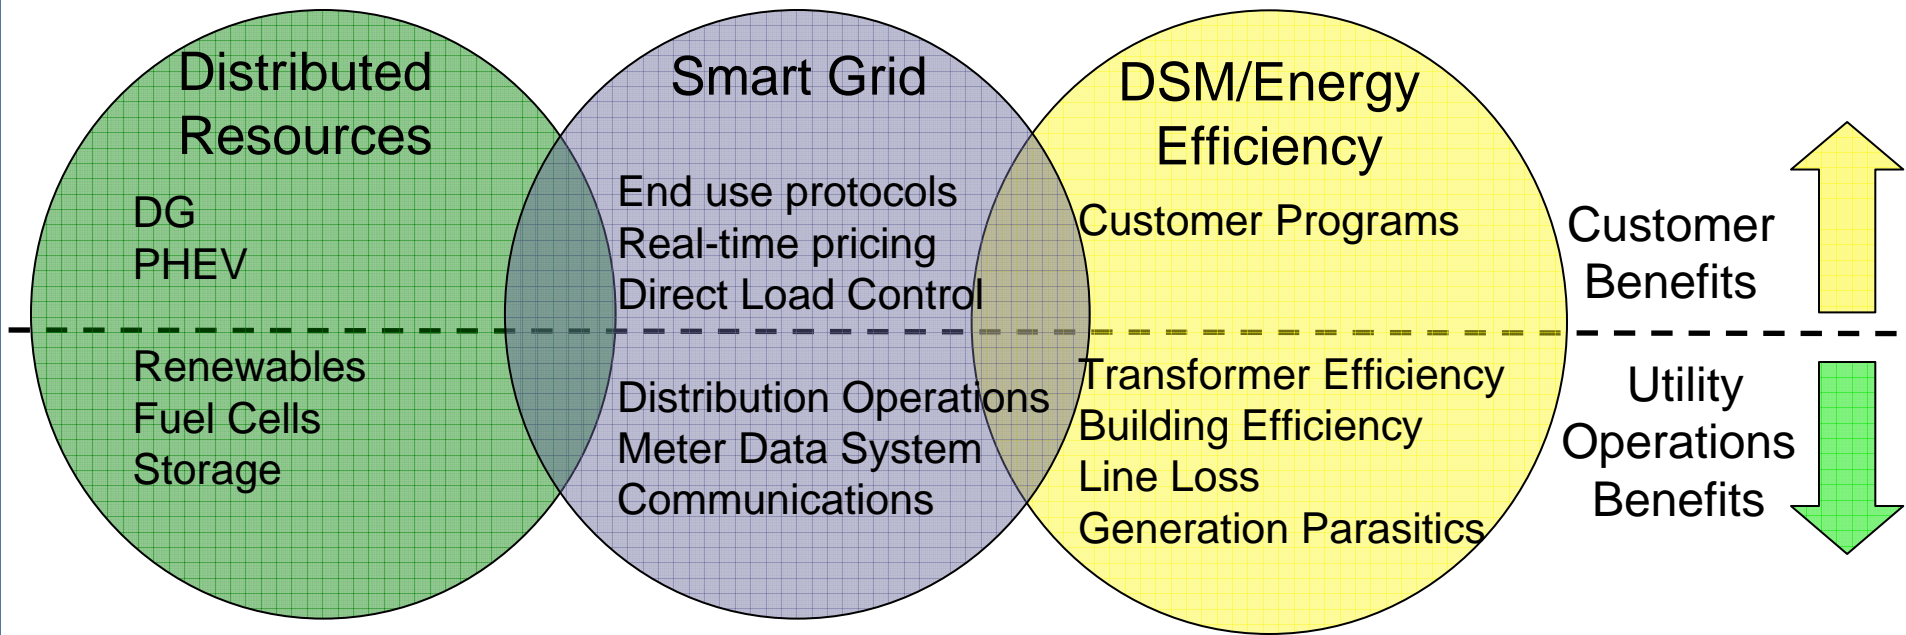 Distributed
Resources
DG
PHEV
Renewables
Fuel Cells
Storage
Smart Grid
End use protocols
Real-time pricing
Direct Load Control
Distribution Operations
Meter Data System
Communications
DSM/Energy
Efficiency
Customer Programs
Transformer Efficiency
Building Efficiency
Line Loss
Generation Parasitics
Customer
Benefits
Utility
Operations
Benefits